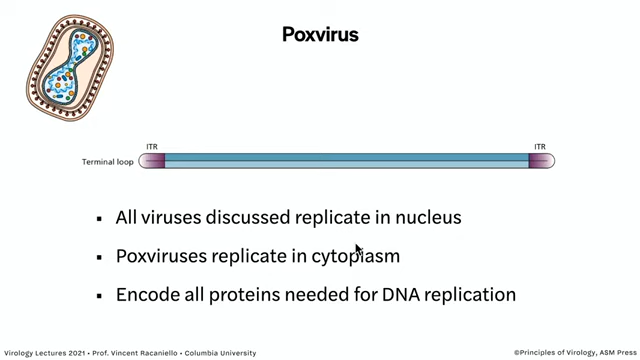 Poxvirus
ITR
ITR
Terminal loop
▪ All viruses discussed replicate in nucleus
▪ Poxviruses replicate in cytoplasm
▪ Encode all proteins needed for DNA replication
Virology Lectures 2021 • Prof. Vincent Racaniello • Columbia University
©Principles of Virology, ASM Press